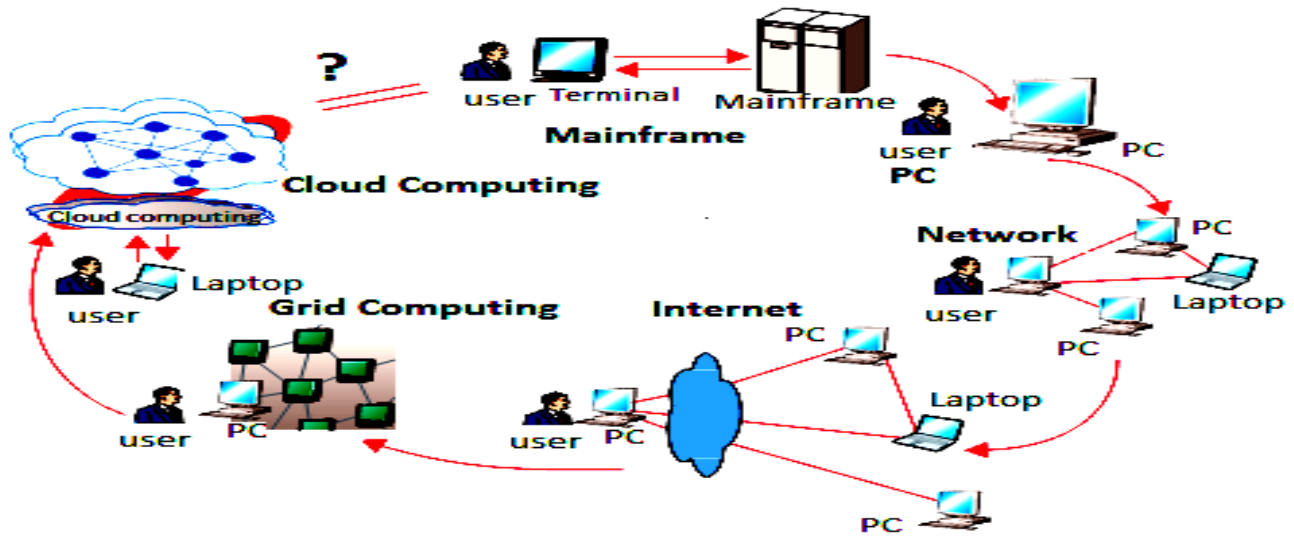 ?
user Terminal
Mainframe
Mainframe
user
PC
PC
Cloud Computing
Cloud computing
Network
PC
Laptop
user
PC
Laptop
user
Grid Computing
Internet
PC
Laptop
user
PC
user
PC
PC